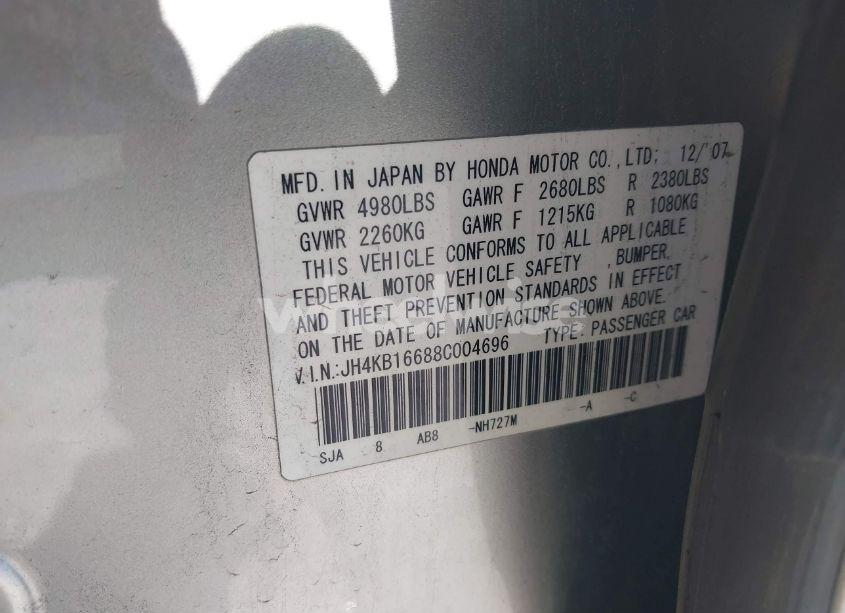 MFD. IN JAPAN BY HONDA MOTOR CO.,LTD; 12/'07
GVWR 4980LBS GAWR F 2680LBS R 2380LBS
GVWR 2260KG GAWR F 1215KG R 1080KG
THIS VEHICLE CONFORMS TO ALL APPLICABLE
FEDERAL MOTOR VEHICLE SAFETY ,BUMPER,
AND THEFT PREVENTION STANDARDS IN EFFECT
ON THE DATE OF MANUFACTURE SHOWN ABOVE.
V.I.N.:JH4KB16688C004696 TYPE: PASSENGER CAR
SJA 8 AB8 -NH727M -A -C